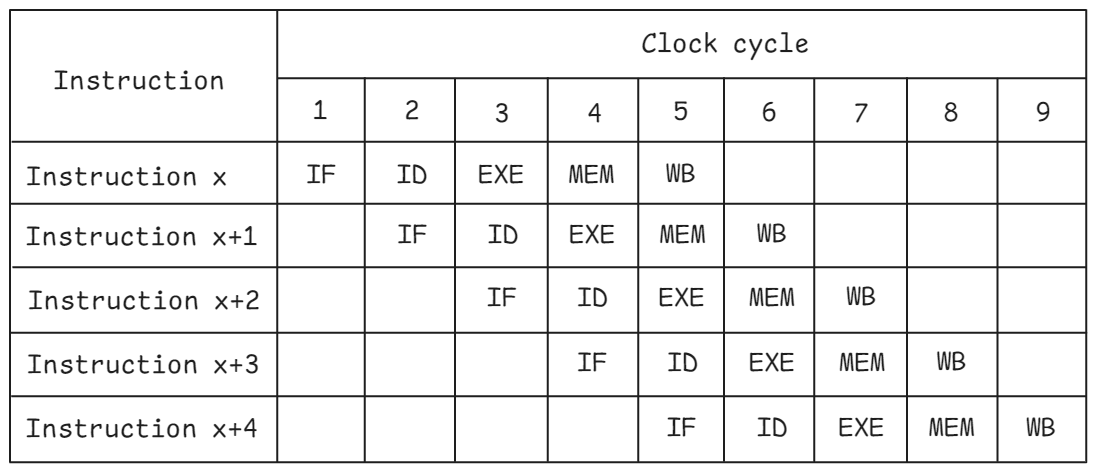 Clock cycle
Instruction
1 2 3 4 5 6 7 8 9
Instruction x IF ID EXE MEM WB
Instruction x+1 IF ID EXE MEM WB
Instruction x+2 IF ID EXE MEM WB
Instruction x+3 IF ID EXE MEM WB
Instruction x+4 IF ID EXE MEM WB